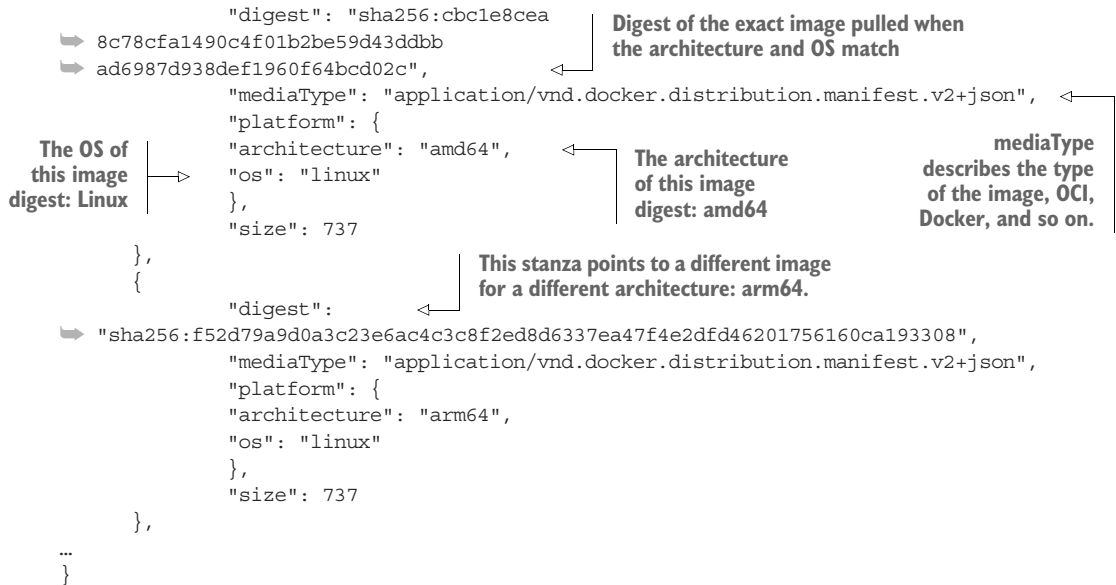 "digest": "sha256:cbc1e8cea
8c78cfa1490c4f01b2be59d43ddbb
ad6987d938def1960f64bcd02c",
Digest of the exact image pulled when
the architecture and OS match
"mediaType": "application/vnd.docker.distribution.manifest.v2+json",
mediaType
describes the type
of the image, OCI,
Docker, and so on.
"platform": {
"architecture": "amd64",
The architecture
of this image
digest: amd64
"os": "linux"
The OS of
this image
digest: Linux
},
"size": 737
},
{
This stanza points to a different image
for a different architecture: arm64.
"digest":
"sha256:f52d79a9d0a3c23e6ac4c3c8f2ed8d6337ea47f4e2dfd46201756160ca193308",
"mediaType": "application/vnd.docker.distribution.manifest.v2+json",
"platform": {
"architecture": "arm64",
"os": "linux"
},
"size": 737
},
…
}